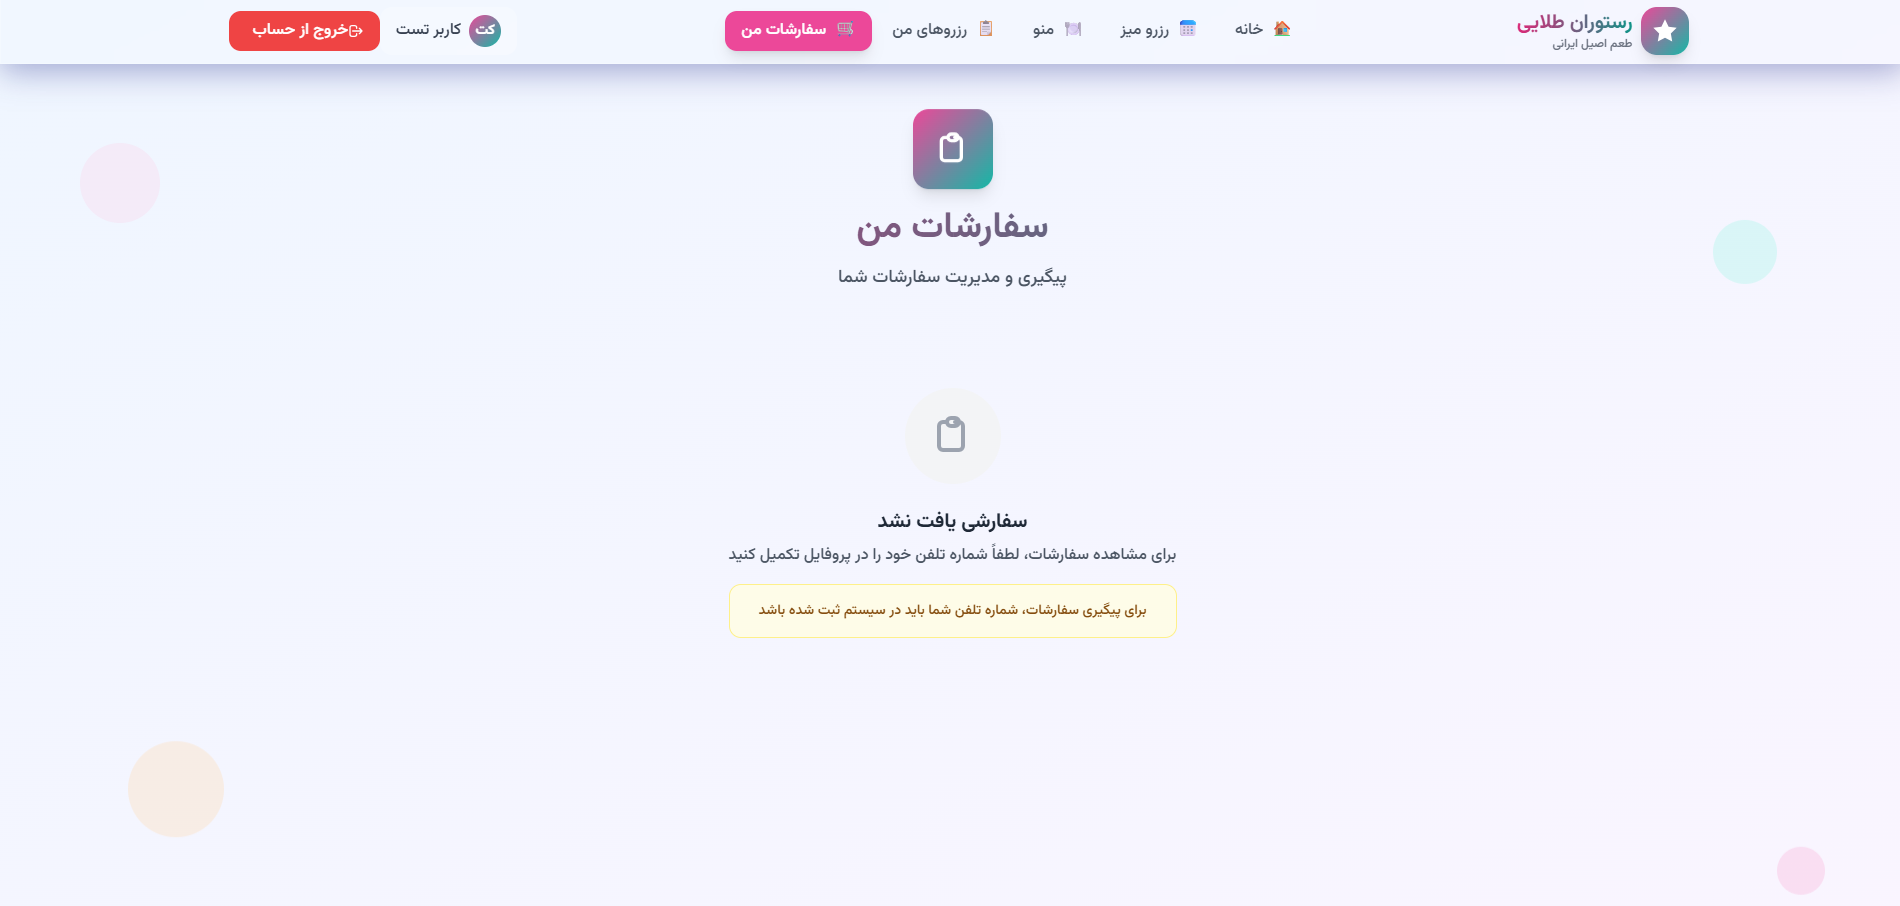 رستوران طلایی
طعم اصیل ایرانی
خانه
رزرو میز
منو
رزروهای من
سفارشات من
کت
کاربر تست
خروج از حساب
سفارشات من
پیگیری و مدیریت سفارشات شما
سفارشی یافت نشد
برای مشاهده سفارشات، لطفاً شماره تلفن خود را در پروفایل تکمیل کنید
برای پیگیری سفارشات، شماره تلفن شما باید در سیستم ثبت شده باشد